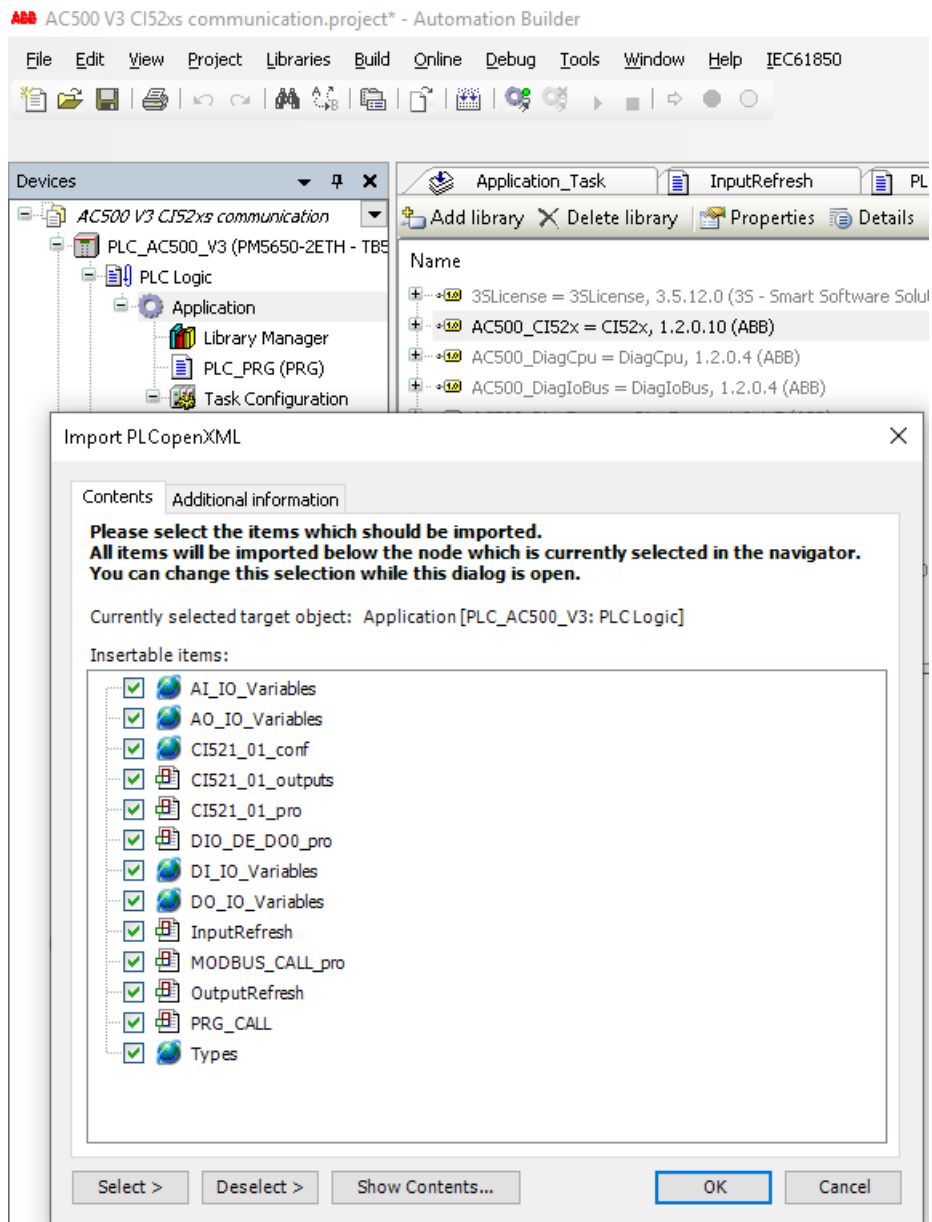 ABB AC500 V3 CI52xs communication.project* - Automation Builder
File Edit View Project Libraries Build Online Debug Tools Window Help IEC61850
Devices
Application_Task InputRefresh PL
AC500 V3 CI52xs communication
Add library Delete library Properties Details
PLC_AC500_V3 (PM5650-2ETH - TB5
Name
PLC Logic
3SLicense = 3SLicense, 3.5.12.0 (3S - Smart Software Solu
Application
AC500_CI52x = CI52x, 1.2.0.10 (ABB)
Library Manager
AC500_DiagCpu = DiagCpu, 1.2.0.4 (ABB)
PLC_PRG (PRG)
AC500_DiagIoBus = DiagIoBus, 1.2.0.4 (ABB)
Task Configuration
Import PLCopenXML
Contents Additional information
Please select the items which should be imported.
All items will be imported below the node which is currently selected in the navigator.
You can change this selection while this dialog is open.
Currently selected target object: Application [PLC_AC500_V3: PLC Logic]
Insertable items:
AI_IO_Variables
AO_IO_Variables
CI521_01_conf
CI521_01_outputs
CI521_01_pro
DIO_DE_DO0_pro
DI_IO_Variables
DO_IO_Variables
InputRefresh
MODBUS_CALL_pro
OutputRefresh
PRG_CALL
Types
Select > Deselect > Show Contents... OK Cancel